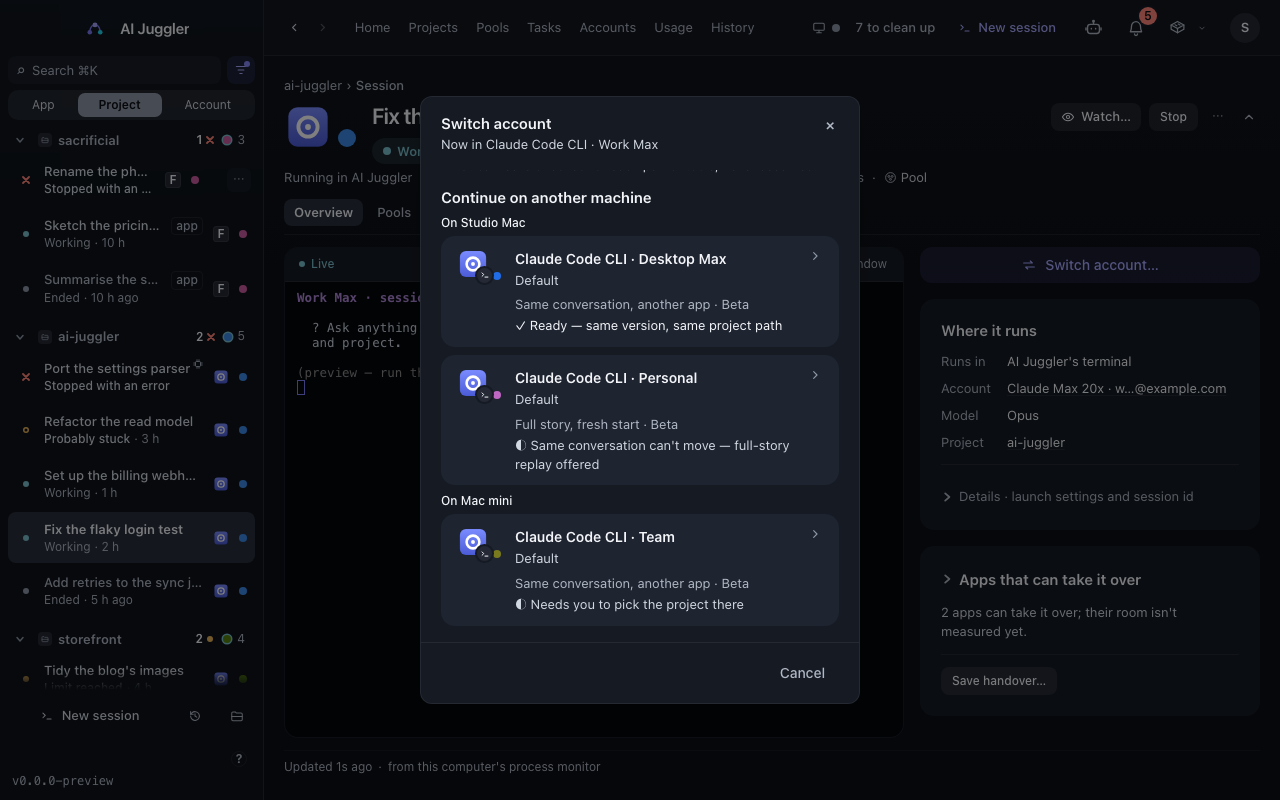 AI Juggler
Search ⌘K
App Project Account
sacrificial 1 3
Rename the ph... F
Stopped with an ...
Sketch the pricin... app F
Working · 10 h
Summarise the s... app F
Ended · 10 h ago
ai-juggler 2 5
Port the settings parser
Stopped with an error
Refactor the read model
Probably stuck · 3 h
Set up the billing webh...
Working · 1 h
Fix the flaky login test
Working · 2 h
Add retries to the sync j...
Ended · 5 h ago
storefront 2 4
Tidy the blog's images
New session
?
v0.0.0-preview
Home Projects Pools Tasks Accounts Usage History
7 to clean up
New session
5
S
ai-juggler › Session
Fix th
Wor
Watch...
Stop
Running in AI Juggler
s · Pool
Overview Pools
Live
ndow
Work Max · sessio
? Ask anything
and project.
(preview — run th
Switch account
Now in Claude Code CLI · Work Max
Continue on another machine
On Studio Mac
Claude Code CLI · Desktop Max
Default
Same conversation, another app · Beta
✓ Ready — same version, same project path
Claude Code CLI · Personal
Default
Full story, fresh start · Beta
Same conversation can't move — full-story
replay offered
On Mac mini
Claude Code CLI · Team
Default
Same conversation, another app · Beta
Needs you to pick the project there
Cancel
Switch account...
Where it runs
Runs in AI Juggler's terminal
Account Claude Max 20x · w...@example.com
Model Opus
Project ai-juggler
Details · launch settings and session id
Apps that can take it over
2 apps can take it over; their room isn't
measured yet.
Save handover...
Updated 1s ago · from this computer's process monitor